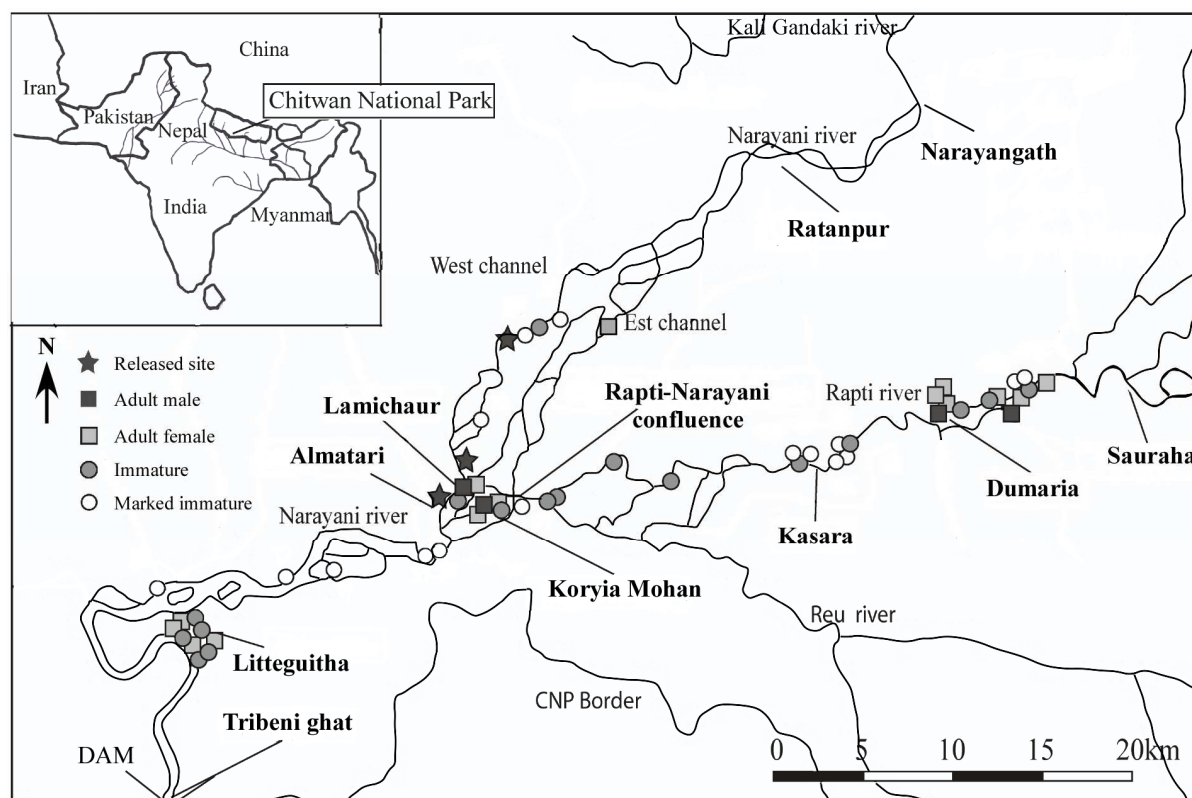 Kali Gandaki river
China
Iran
Chitwan National Park
Pakistan
Nepal
Narayani river
Narayangath
India
Myanmar
Ratanpur
West channel
Est channel
N
Released site
Adult male
Adult female
Immature
Marked immature
Lamichaur
Rapti-Narayani
confluence
Rapti river
Almatari
Sauraha
Dumaria
Narayani river
Kasara
Koryia Mohan
Reu river
Litteguitha
CNP Border
Tribeni ghat
DAM
0 5 10 15 20km